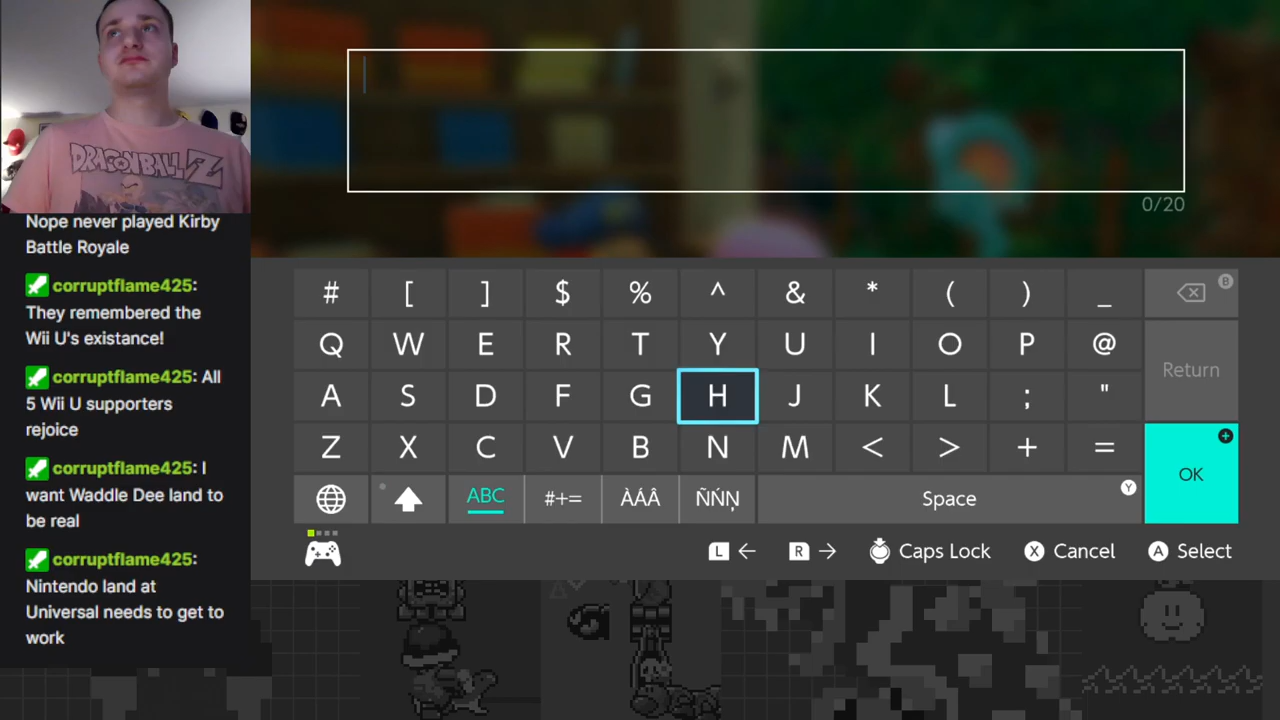 DRAGONBALL Z
Nope never played Kirby
Battle Royale
corruptflame425:
They remembered the
Wii U's existance!
corruptflame425: All
5 Wii U supporters
rejoice
corruptflame425: I
want Waddle Dee land to
be real
corruptflame425:
Nintendo land at
Universal needs to get to
work
0/20
# [ ] $ % ^ & * ( ) _ B
Q W E R T Y U I O P @ Return
A S D F G H J K L ; "
Z X C V B N M < > + = OK
ABC #+= ÀÁÂ ÑŃŅ Space Y
L ← R → Caps Lock X Cancel A Select